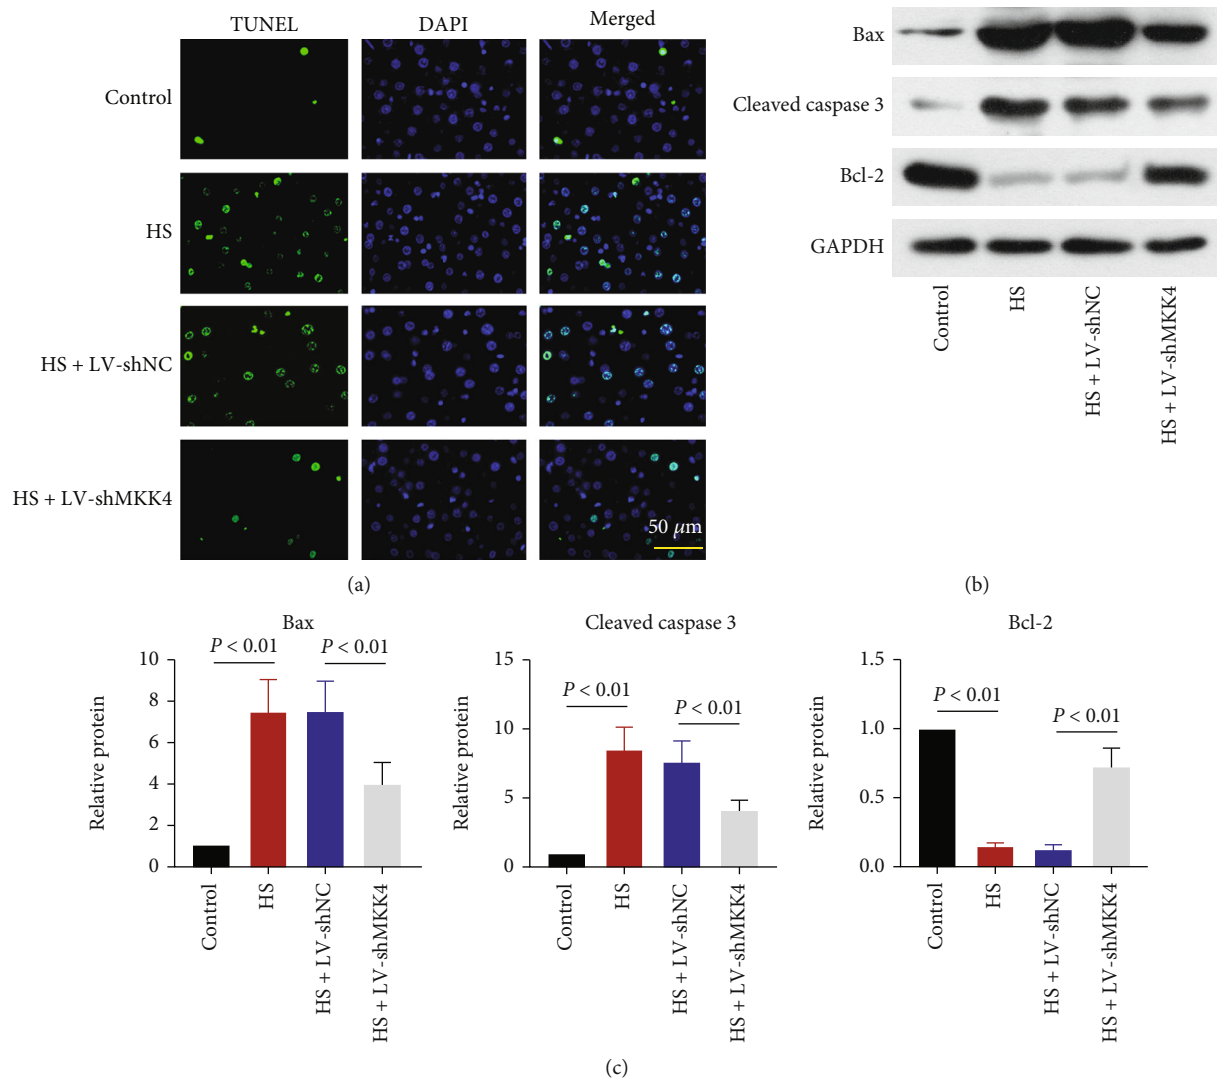 TUNEL DAPI Merged
Control
HS
HS + LV-shNC
HS + LV-shMKK4
50 μm
(a)
Bax
Cleaved caspase 3
Bcl-2
GAPDH
Control
HS
HS + LV-shNC
HS + LV-shMKK4
(b)
Bax
P < 0.01
P < 0.01
Relative protein
10
8
6
4
2
0
Control
HS
HS + LV-shNC
HS + LV-shMKK4
Cleaved caspase 3
P < 0.01
P < 0.01
Relative protein
15
10
5
0
Control
HS
HS + LV-shNC
HS + LV-shMKK4
Bcl-2
P < 0.01
P < 0.01
Relative protein
1.5
1.0
0.5
0.0
Control
HS
HS + LV-shNC
HS + LV-shMKK4
(c)